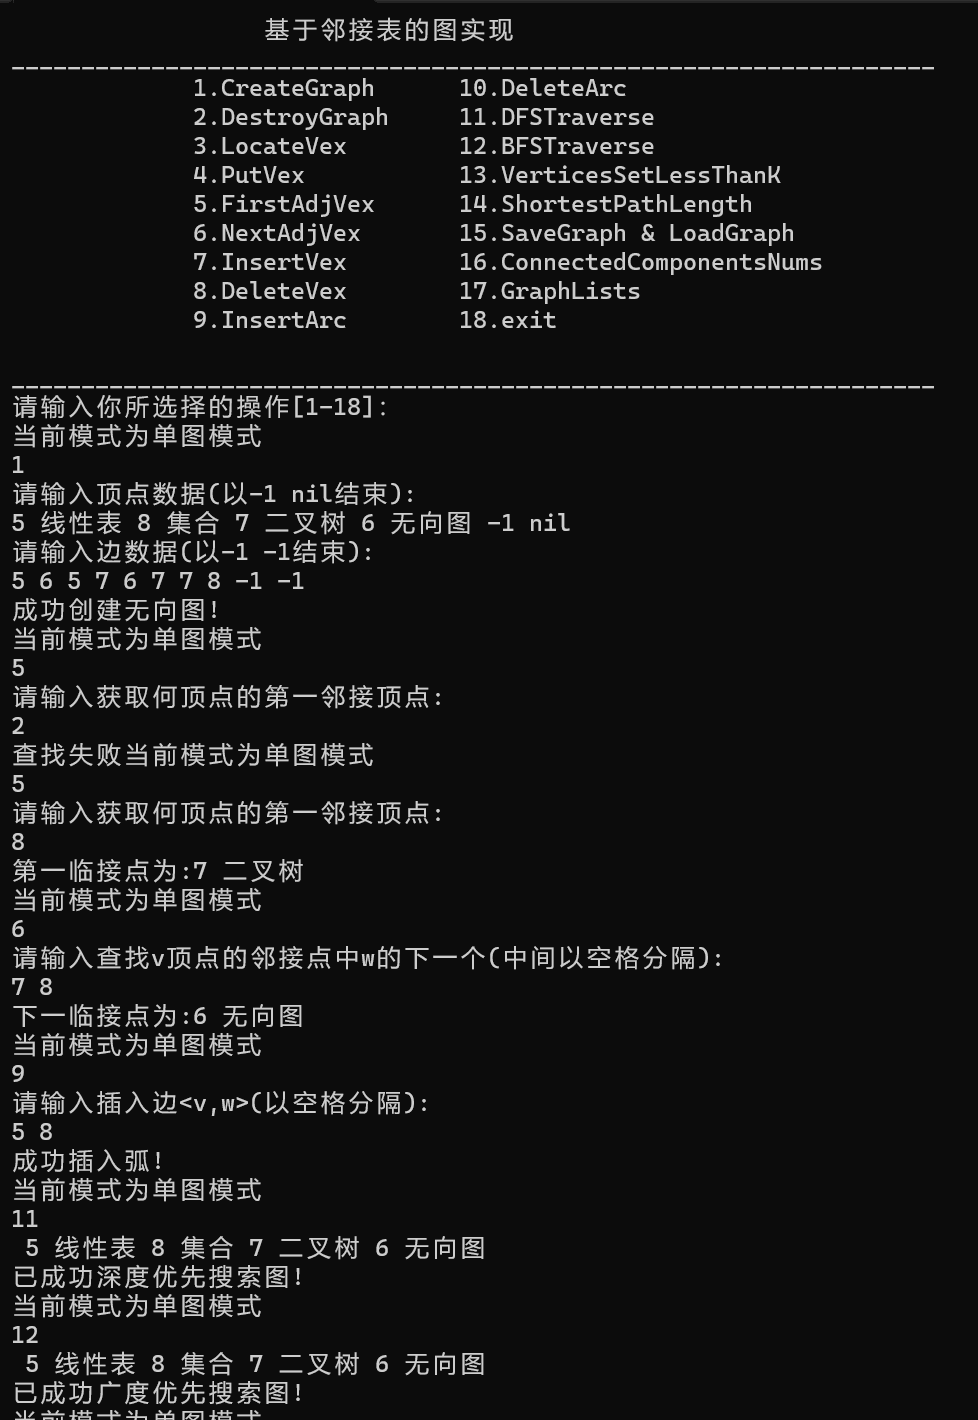 基于邻接表的图实现
------------------------------------------------------------------
1.CreateGraph 10.DeleteArc
2.DestroyGraph 11.DFSTraverse
3.LocateVex 12.BFSTraverse
4.PutVex 13.VerticesSetLessThanK
5.FirstAdjVex 14.ShortestPathLength
6.NextAdjVex 15.SaveGraph & LoadGraph
7.InsertVex 16.ConnectedComponentsNums
8.DeleteVex 17.GraphLists
9.InsertArc 18.exit
------------------------------------------------------------------
请输入你所选择的操作[1-18]:
当前模式为单图模式
1
请输入顶点数据(以-1 nil结束):
5 线性表 8 集合 7 二叉树 6 无向图 -1 nil
请输入边数据(以-1 -1结束):
5 6 5 7 6 7 7 8 -1 -1
成功创建无向图!
当前模式为单图模式
5
请输入获取何顶点的第一邻接顶点:
2
查找失败当前模式为单图模式
5
请输入获取何顶点的第一邻接顶点:
8
第一临接点为:7 二叉树
当前模式为单图模式
6
请输入查找v顶点的邻接点中w的下一个(中间以空格分隔):
7 8
下一临接点为:6 无向图
当前模式为单图模式
9
请输入插入边<v,w>(以空格分隔):
5 8
成功插入弧!
当前模式为单图模式
11
5 线性表 8 集合 7 二叉树 6 无向图
已成功深度优先搜索图!
当前模式为单图模式
12
5 线性表 8 集合 7 二叉树 6 无向图
已成功广度优先搜索图!
当前模式为单图模式